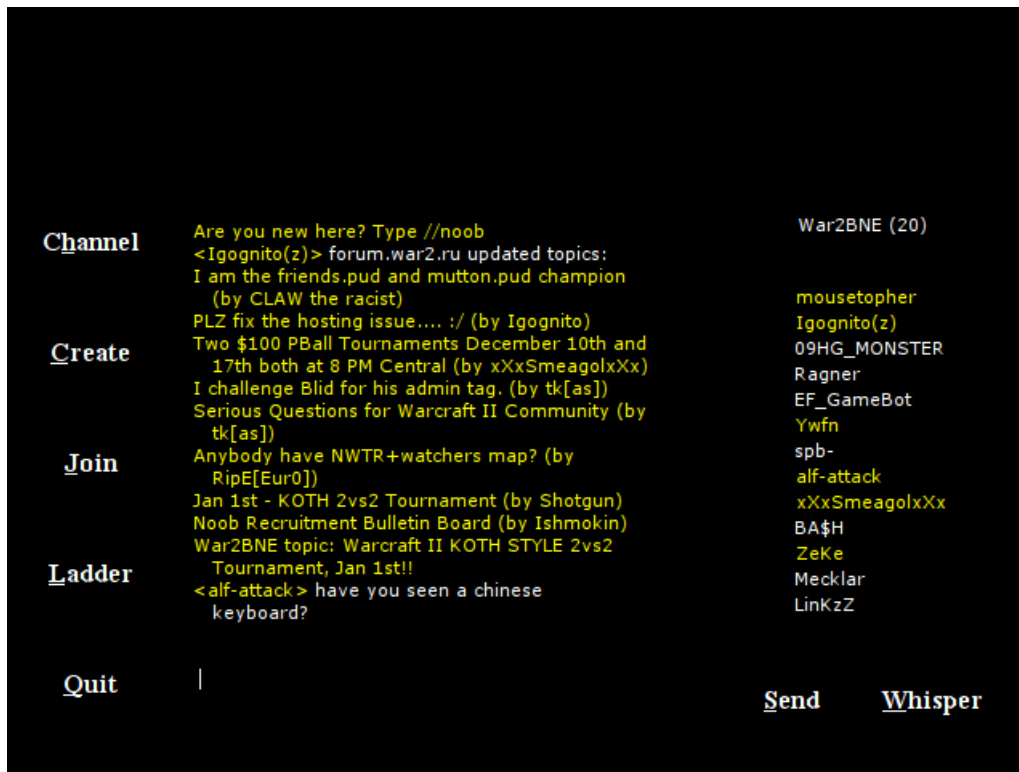 Channel
Create
Join
Ladder
Quit
Are you new here? Type //noob
<Igognito(z)> forum.war2.ru updated topics:
I am the friends.pud and mutton.pud champion
(by CLAW the racist)
PLZ fix the hosting issue.... :/ (by Igognito)
Two $100 PBall Tournaments December 10th and
17th both at 8 PM Central (by xXxSmeagolxXx)
I challenge Blid for his admin tag. (by tk[as])
Serious Questions for Warcraft II Community (by
tk[as])
Anybody have NWTR+watchers map? (by
RipE[Eur0])
Jan 1st - KOTH 2vs2 Tournament (by Shotgun)
Noob Recruitment Bulletin Board (by Ishmokin)
War2BNE topic: Warcraft II KOTH STYLE 2vs2
Tournament, Jan 1st!!
<alf-attack> have you seen a chinese
keyboard?
War2BNE (20)
mousetopher
Igognito(z)
09HG_MONSTER
Ragner
EF_GameBot
Ywfn
spb-
alf-attack
xXxSmeagolxXx
BA$H
ZeKe
Mecklar
LinKzZ
Send
Whisper